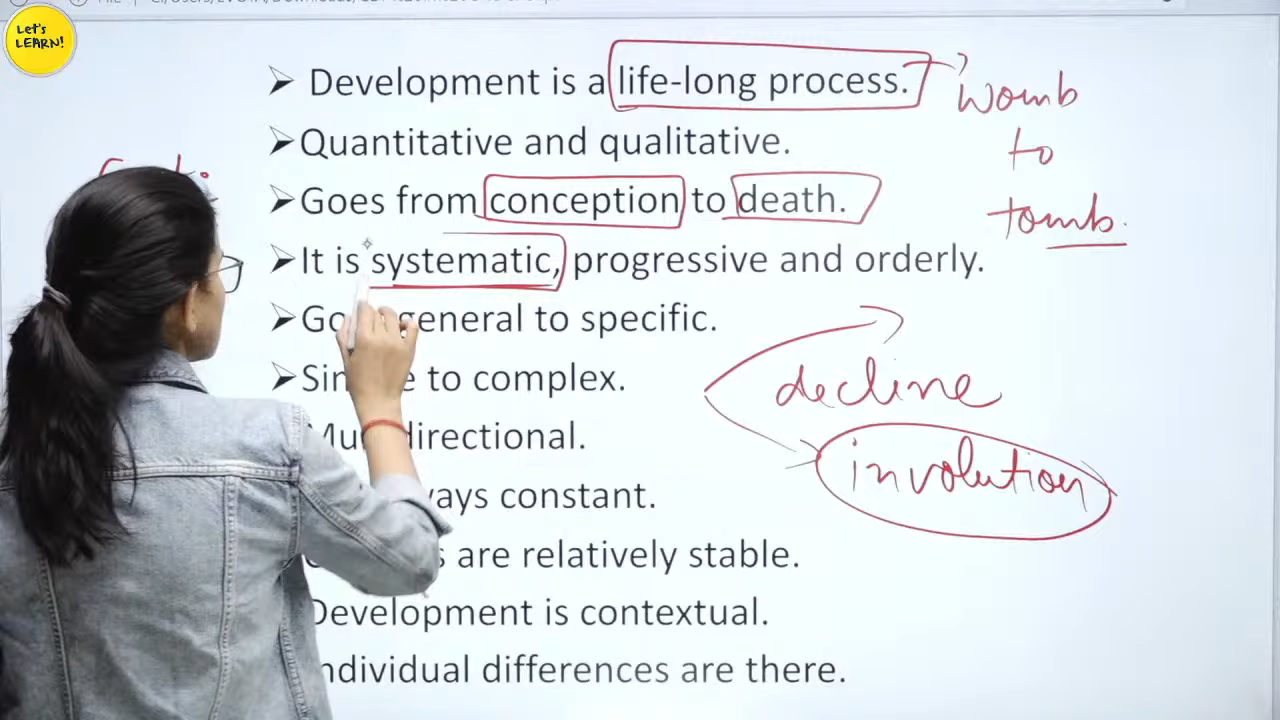 Let's
LEARN!
➢ Development is a life-long process.
womb
➢Quantitative and qualitative.
to
➢Goes from conception to death.
tomb.
➢It is systematic, progressive and orderly.
➢ general to specific.
➢ to complex.
decline
directional.
involution
constant.
are relatively stable.
Development is contextual.
Individual differences are there.